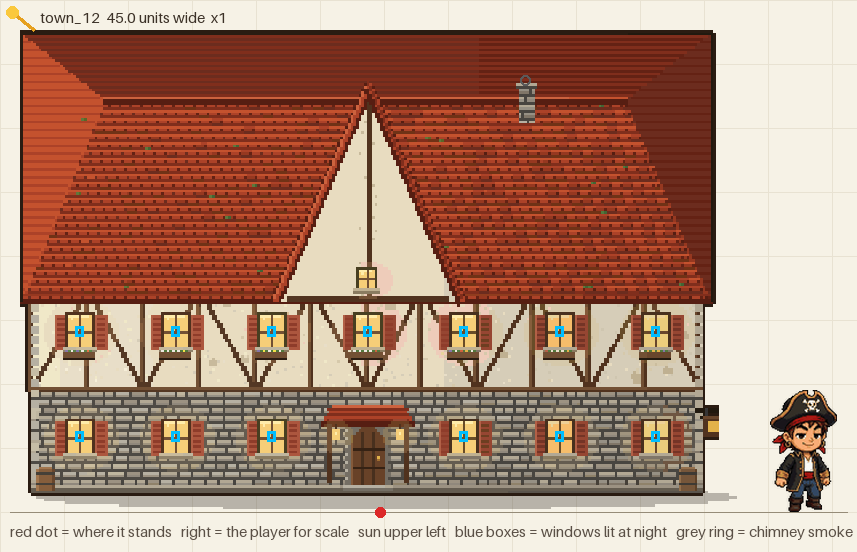 town_12 45.0 units wide x1
red dot = where it stands right = the player for scale sun upper left blue boxes = windows lit at night grey ring = chimney smoke